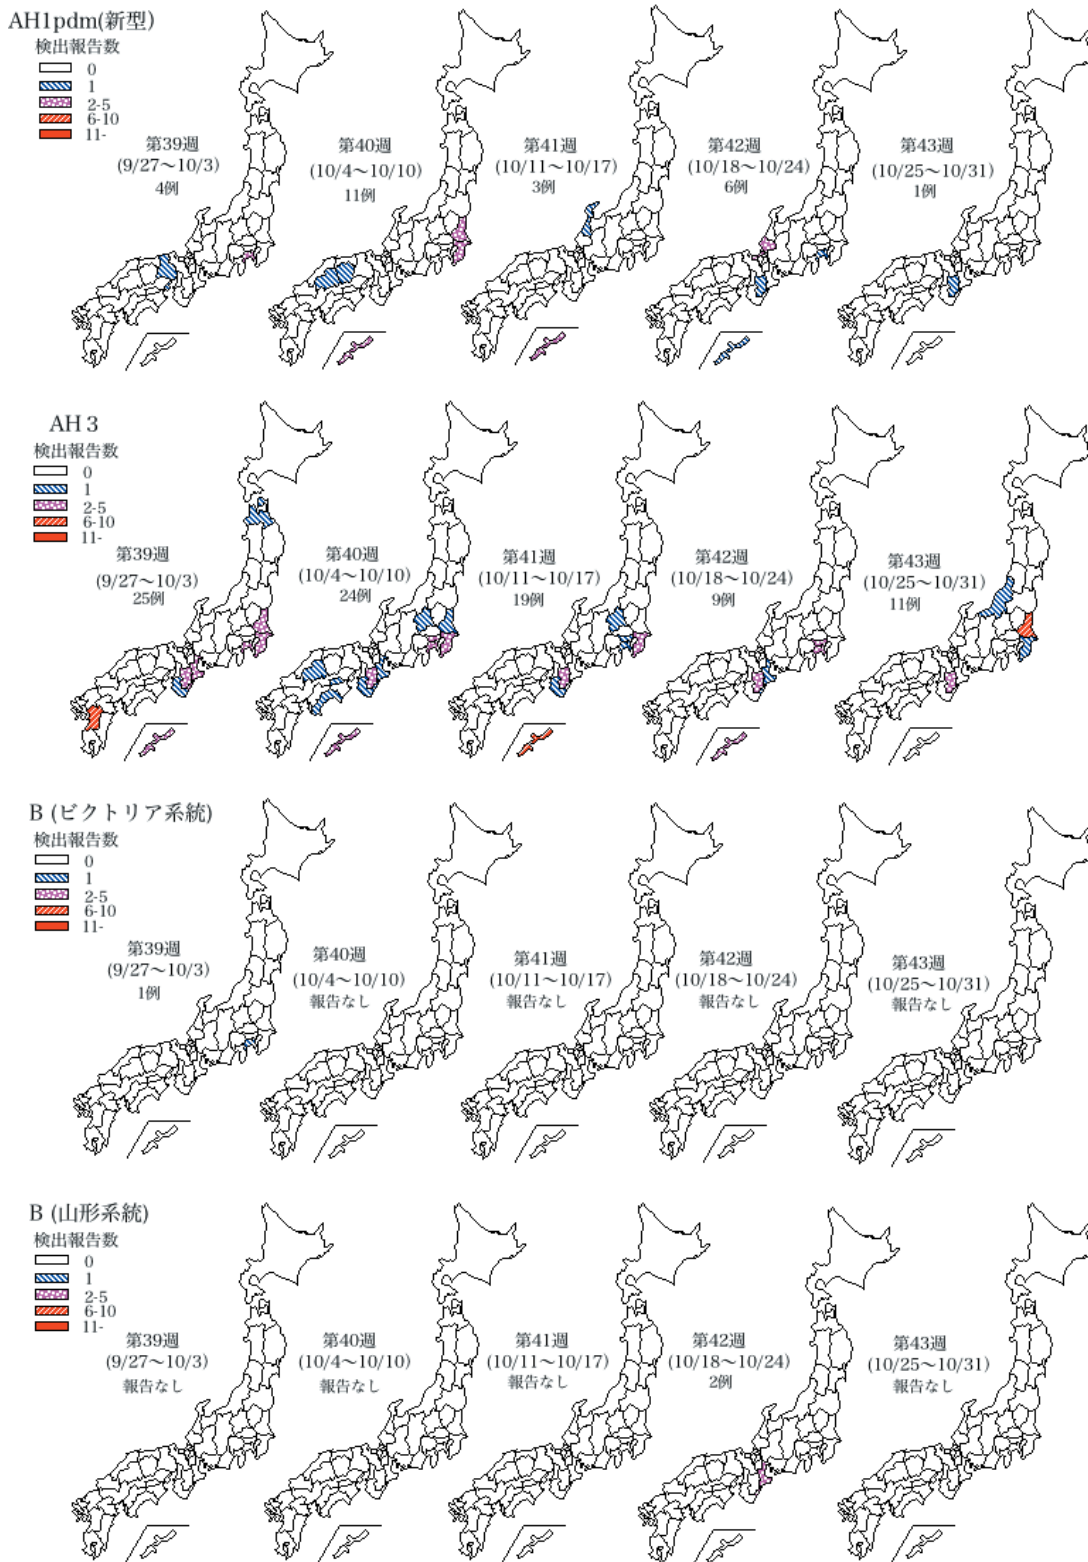 AH1pdm(新型)
検出報告数
0
1
2-5
6-10
11-
第39週
(9/27～10/3)
4例
第40週
(10/4～10/10)
11例
第41週
(10/11～10/17)
3例
第42週
(10/18～10/24)
6例
第43週
(10/25～10/31)
1例
AH 3
検出報告数
0
1
2-5
6-10
11-
第39週
(9/27～10/3)
25例
第40週
(10/4～10/10)
24例
第41週
(10/11～10/17)
19例
第42週
(10/18～10/24)
9例
第43週
(10/25～10/31)
11例
B (ビクトリア系統)
検出報告数
0
1
2-5
6-10
11-
第39週
(9/27～10/3)
1例
第40週
(10/4～10/10)
報告なし
第41週
(10/11～10/17)
報告なし
第42週
(10/18～10/24)
報告なし
第43週
(10/25～10/31)
報告なし
B (山形系統)
検出報告数
0
1
2-5
6-10
11-
第39週
(9/27～10/3)
報告なし
第40週
(10/4～10/10)
報告なし
第41週
(10/11～10/17)
報告なし
第42週
(10/18～10/24)
2例
第43週
(10/25～10/31)
報告なし